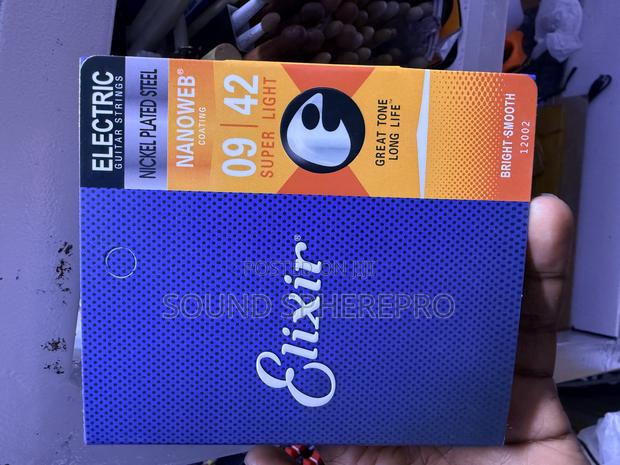 ELECTRIC
GUITAR STRINGS
NICKEL PLATED STEEL
NANOWEB®
COATING
09 | 42
SUPER LIGHT
GREAT TONE
LONG LIFE
BRIGHT SMOOTH
12002
Elixir®
POSTED ON JIJI
SOUND SPHEREPRO